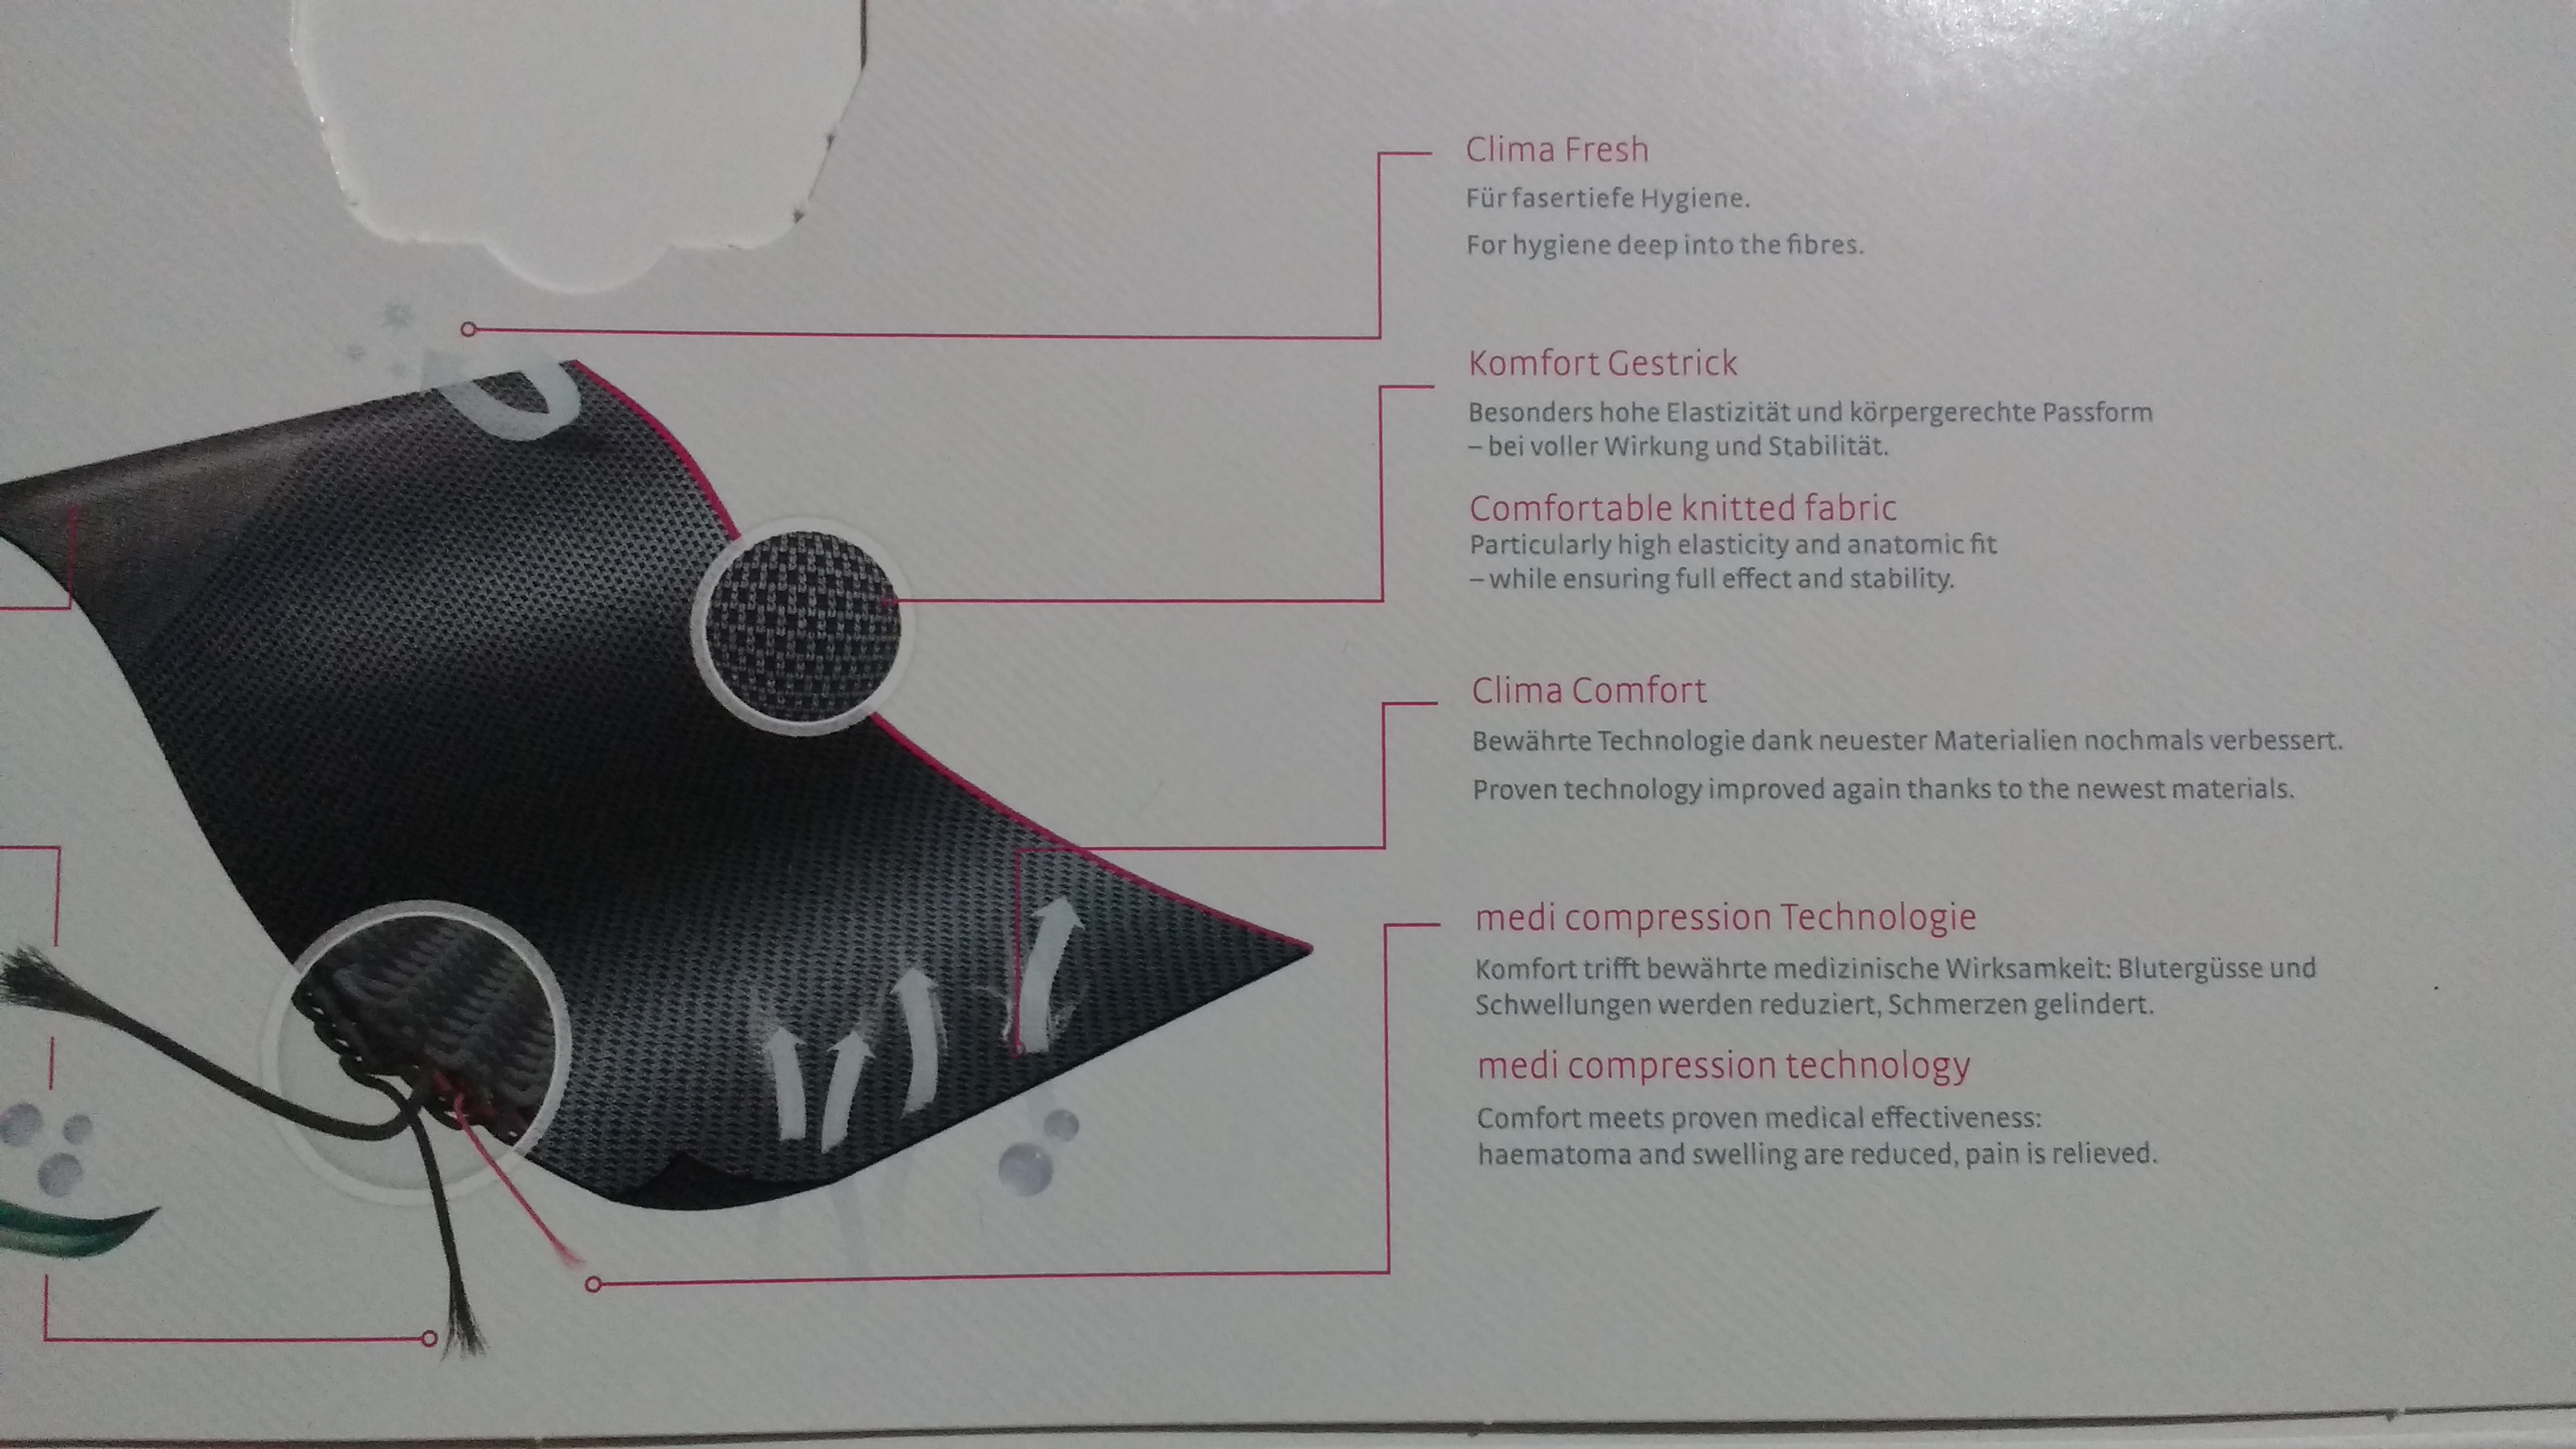 Clima Fresh
Für fasertiefe Hygiene.
For hygiene deep into the fibres.
Komfort Gestrick
Besonders hohe Elastizität und körpergerechte Passform
– bei voller Wirkung und Stabilität.
Comfortable knitted fabric
Particularly high elasticity and anatomic fit
– while ensuring full effect and stability.
Clima Comfort
Bewährte Technologie dank neuester Materialien nochmals verbessert.
Proven technology improved again thanks to the newest materials.
medi compression Technologie
Komfort trifft bewährte medizinische Wirksamkeit: Blutergüsse und
Schwellungen werden reduziert, Schmerzen gelindert.
medi compression technology
Comfort meets proven medical effectiveness:
haematoma and swelling are reduced, pain is relieved.